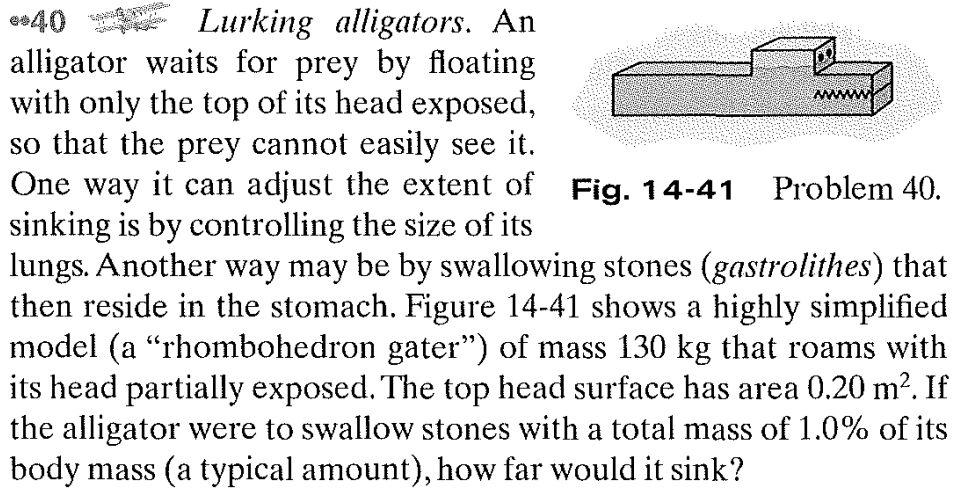 ••40 Lurking alligators. An
alligator waits for prey by floating
with only the top of its head exposed,
so that the prey cannot easily see it.
One way it can adjust the extent of
sinking is by controlling the size of its
lungs. Another way may be by swallowing stones (gastrolithes) that
then reside in the stomach. Figure 14-41 shows a highly simplified
model (a “rhombohedron gater”) of mass 130 kg that roams with
its head partially exposed. The top head surface has area 0.20 m². If
the alligator were to swallow stones with a total mass of 1.0% of its
body mass (a typical amount), how far would it sink?
Fig. 14-41 Problem 40.